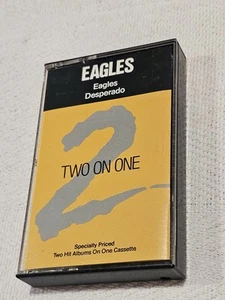 EAGLES
Eagles
Desperado
2
TWO ON ONE
Specially Priced
Two Hit Albums On One Cassette